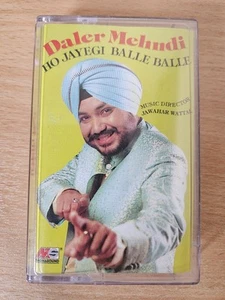 Daler Mehndi
HO JAYEGI BALLE BALLE
MUSIC DIRECTOR
JAWAHAR WATTAL